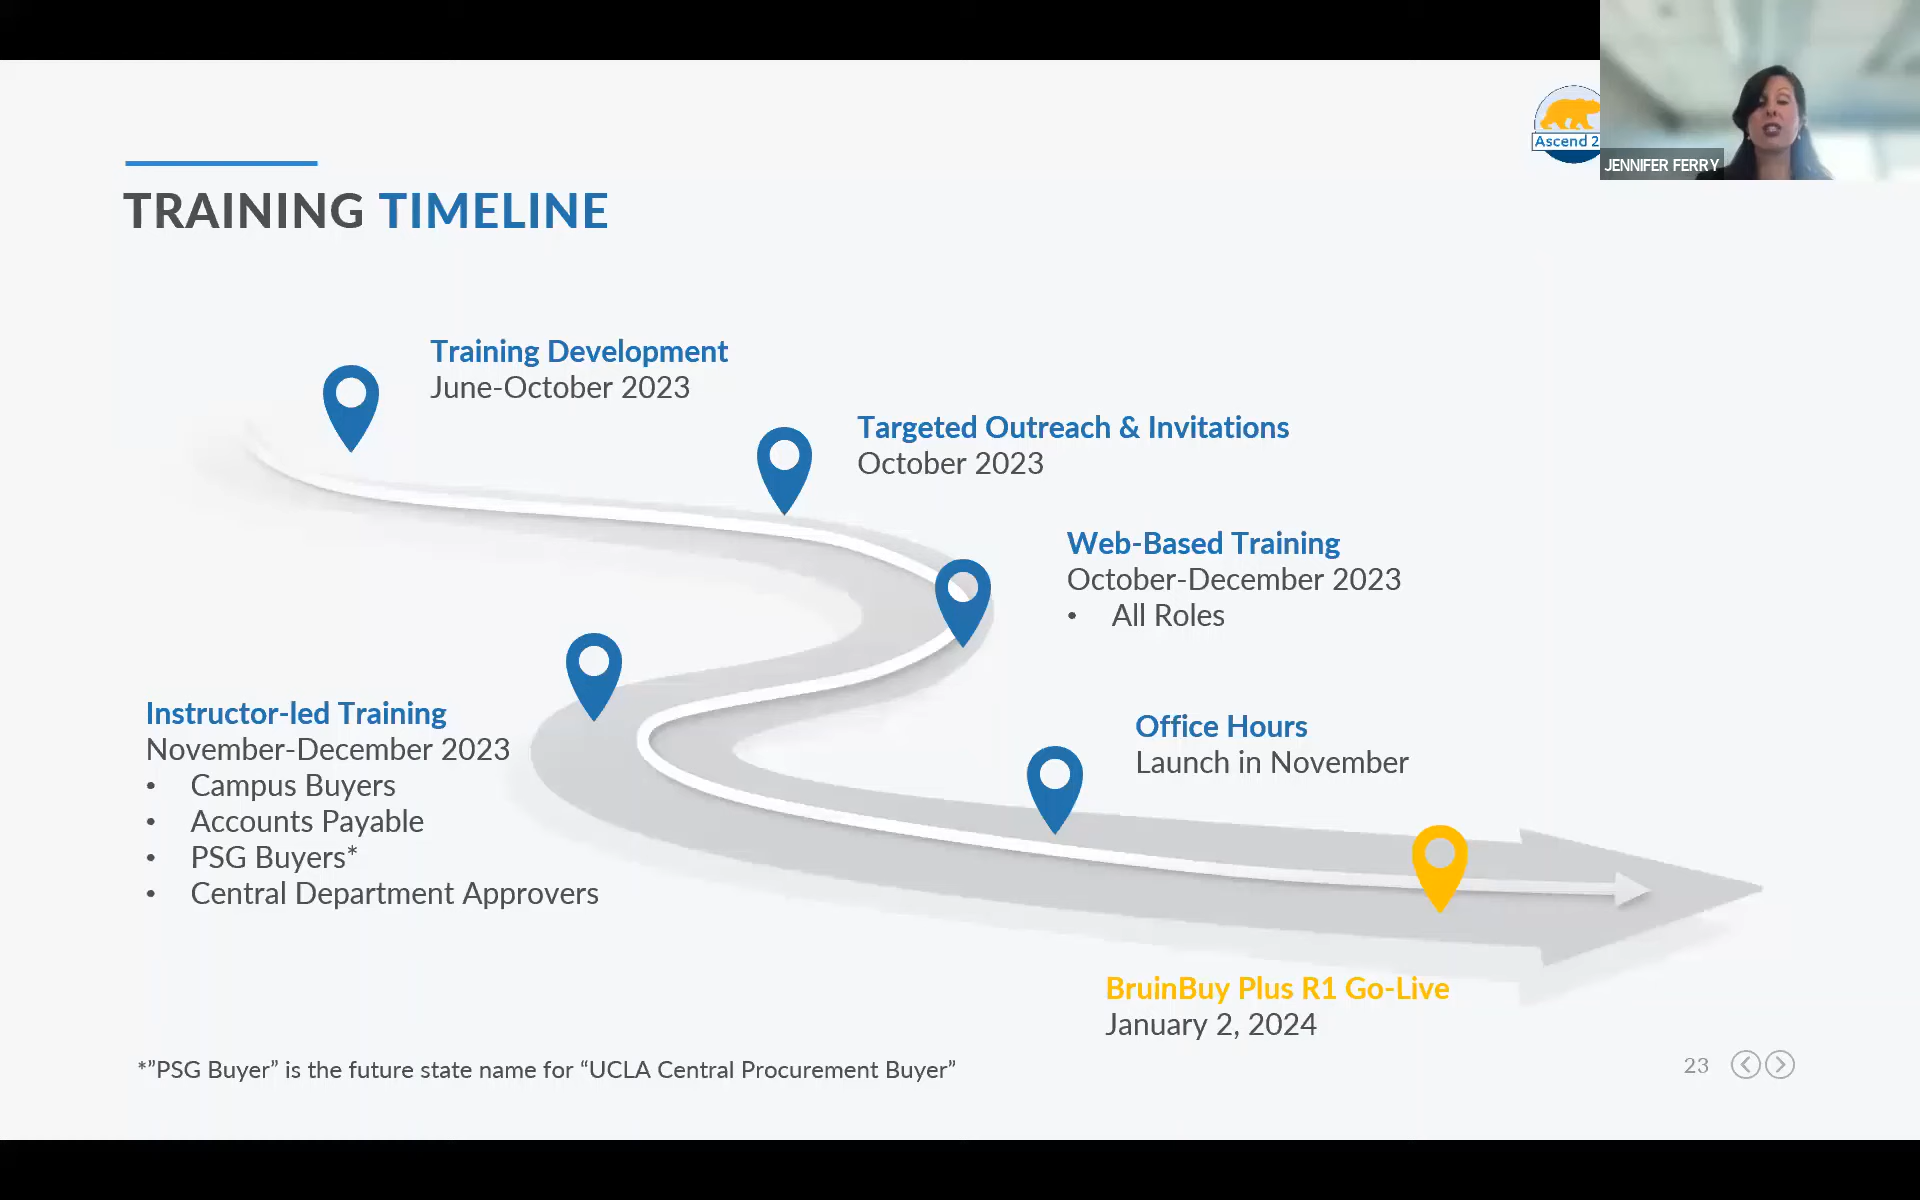 Ascend 2
JENNIFER FERRY
TRAINING TIMELINE
Training Development
June-October 2023
Targeted Outreach & Invitations
October 2023
Web-Based Training
October-December 2023
• All Roles
Instructor-led Training
November-December 2023
• Campus Buyers
• Accounts Payable
• PSG Buyers*
• Central Department Approvers
Office Hours
Launch in November
BruinBuy Plus R1 Go-Live
January 2, 2024
*”PSG Buyer” is the future state name for “UCLA Central Procurement Buyer”
23